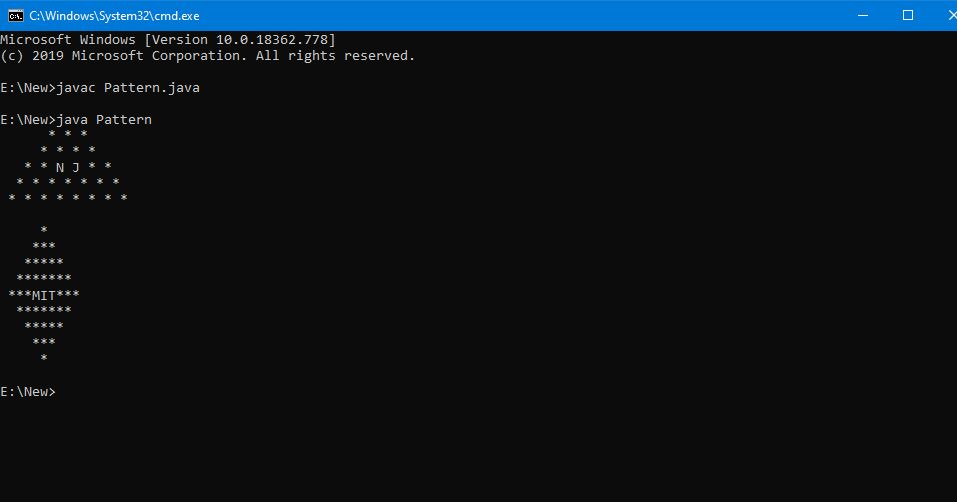 C:\Windows\System32\cmd.exe
Microsoft Windows [Version 10.0.18362.778]
(c) 2019 Microsoft Corporation. All rights reserved.

E:\New>javac Pattern.java

E:\New>java Pattern
      * * *
     * * * *
   * * N J * *
  * * * * * * *
 * * * * * * * *

     *
    ***
   *****
  *******
 ***MIT***
  *******
   *****
    ***
     *

E:\New>